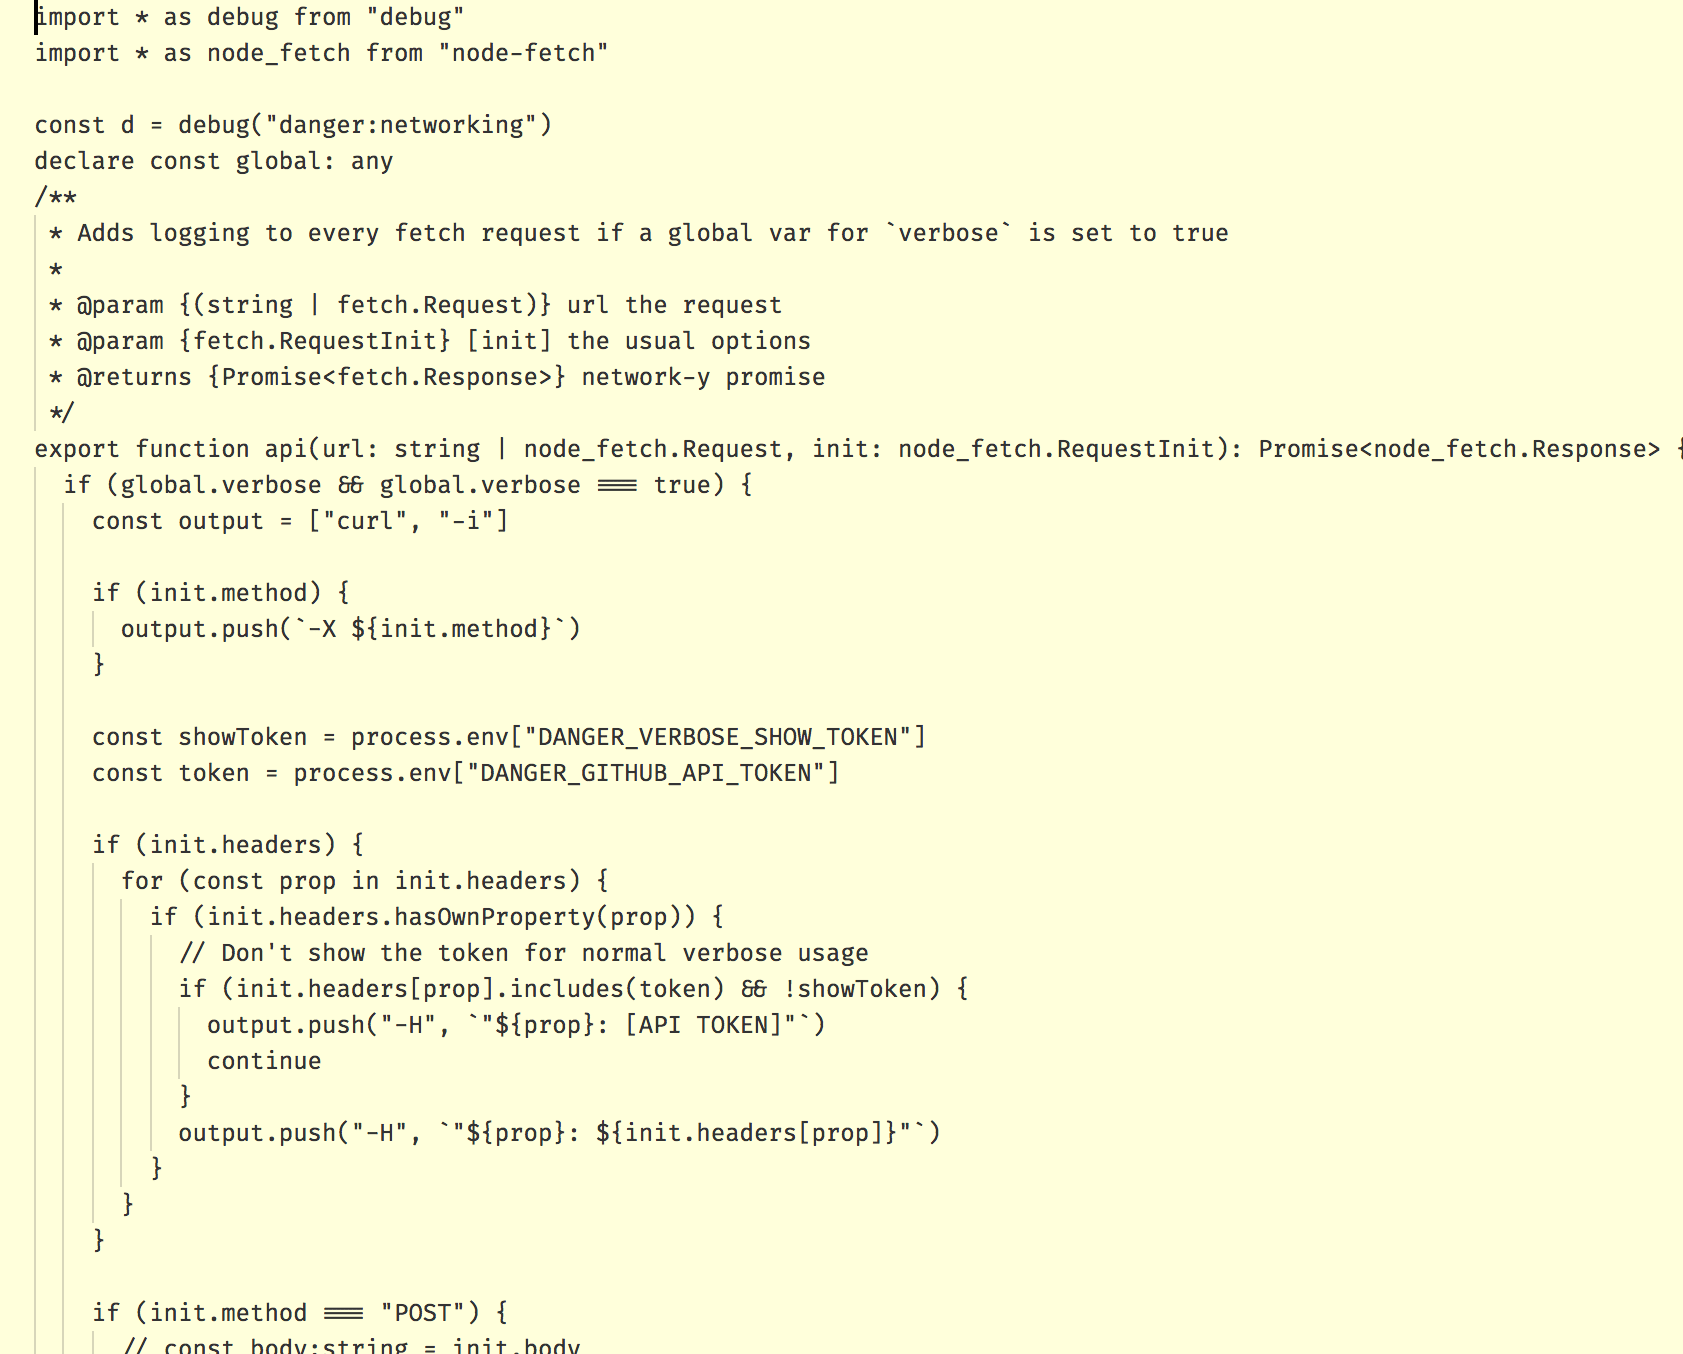 import * as debug from "debug"
import * as node_fetch from "node-fetch"

const d = debug("danger:networking")
declare const global: any
/**
 * Adds logging to every fetch request if a global var for `verbose` is set to true
 *
 * @param {(string | fetch.Request)} url the request
 * @param {fetch.RequestInit} [init] the usual options
 * @returns {Promise<fetch.Response>} network-y promise
 */
export function api(url: string | node_fetch.Request, init: node_fetch.RequestInit): Promise<node_fetch.Response> {
  if (global.verbose && global.verbose === true) {
    const output = ["curl", "-i"]

    if (init.method) {
      output.push(`-X ${init.method}`)
    }

    const showToken = process.env["DANGER_VERBOSE_SHOW_TOKEN"]
    const token = process.env["DANGER_GITHUB_API_TOKEN"]

    if (init.headers) {
      for (const prop in init.headers) {
        if (init.headers.hasOwnProperty(prop)) {
          // Don't show the token for normal verbose usage
          if (init.headers[prop].includes(token) && !showToken) {
            output.push("-H", `"${prop}: [API TOKEN]"`)
            continue
          }
          output.push("-H", `"${prop}: ${init.headers[prop]}"`)
        }
      }
    }

    if (init.method === "POST") {
      // const body:string = init.body